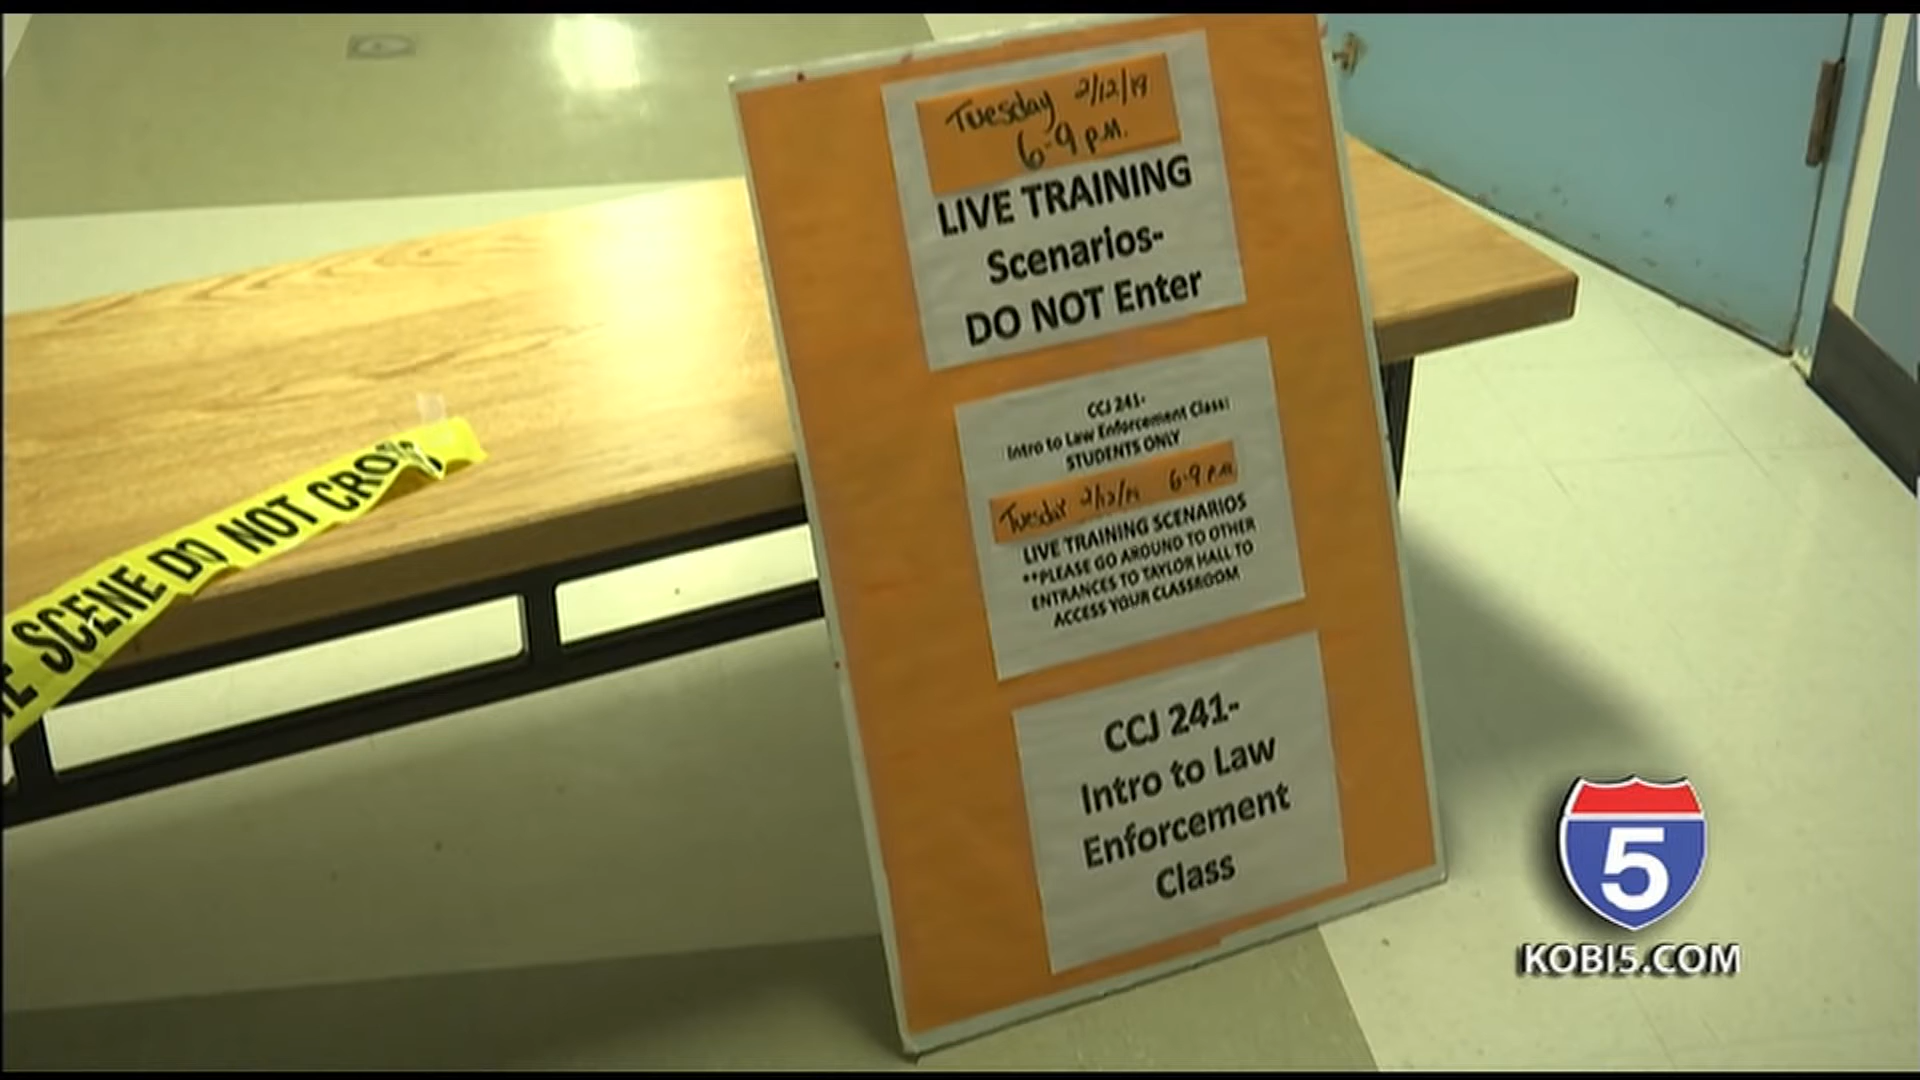 Tuesday 2/12/19
6-9 p.M.
LIVE TRAINING
Scenarios-
DO NOT Enter
CCJ 241-
Intro to Law Enforcement Class:
STUDENTS ONLY
Tuesday 2/12/19 6-9 p.M.
LIVE TRAINING SCENARIOS
**PLEASE GO AROUND TO OTHER
ENTRANCES TO TAYLOR HALL TO
ACCESS YOUR CLASSROOM
CCJ 241-
Intro to Law
Enforcement
Class
SCENE DO NOT CROS
5
KOBI5.COM